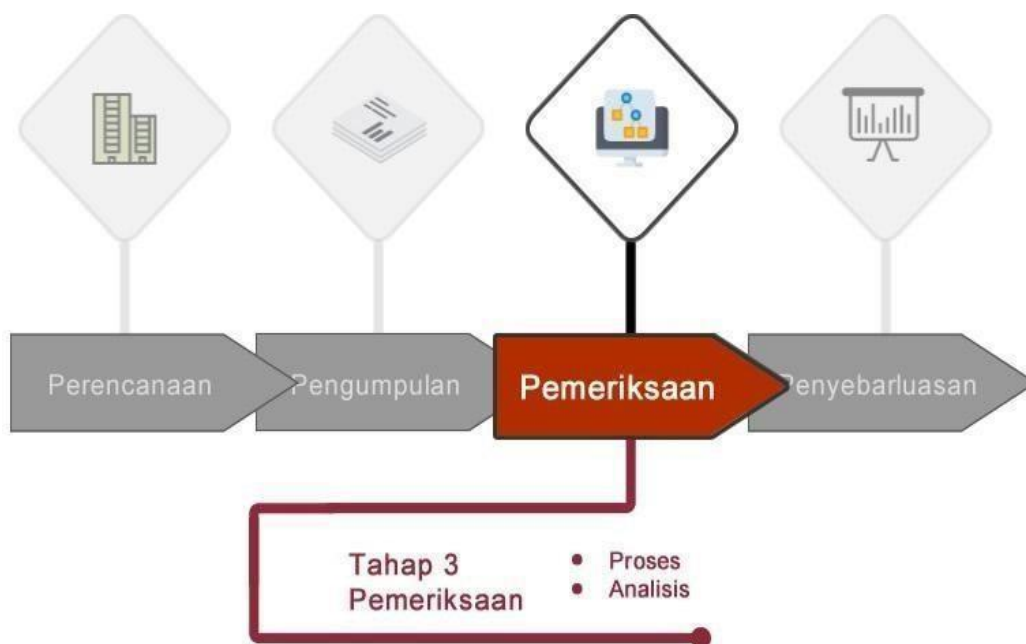 Perencanaan
Pengumpulan
Pemeriksaan
Penyebarluasan
Tahap 3
Pemeriksaan
• Proses
• Analisis